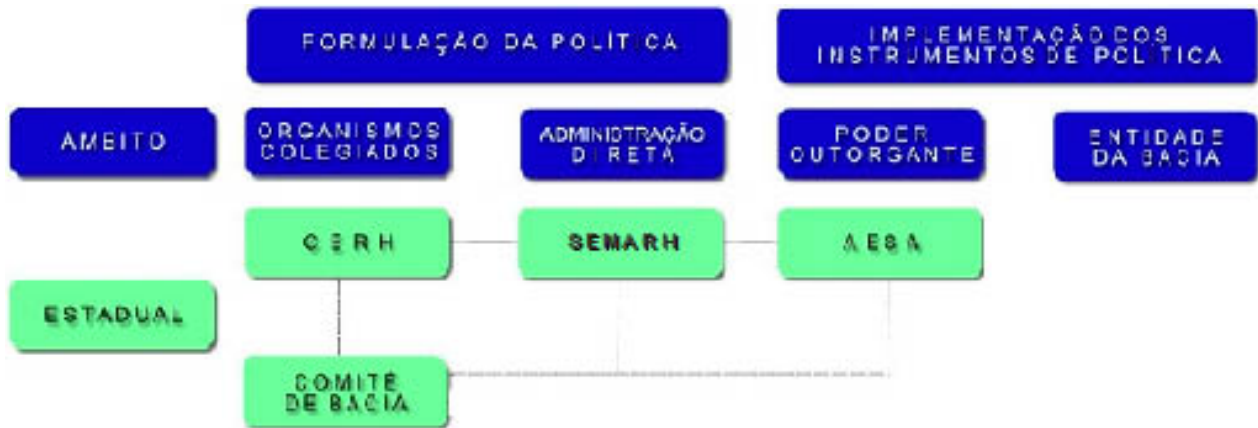 FORMULAÇÃO DA POLÍTICA
IMPLEMENTAÇÃO DOS
INSTRUMENTOS DE POLÍTICA
ÂMBITO
ORGANISMOS
COLEGIADOS
ADMINISTRAÇÃO
DIRETA
PODER
OUTORGANTE
ENTIDADE
DA BACIA
CERH
SEMARH
AESA
ESTADUAL
COMITÊ
DE BACIA